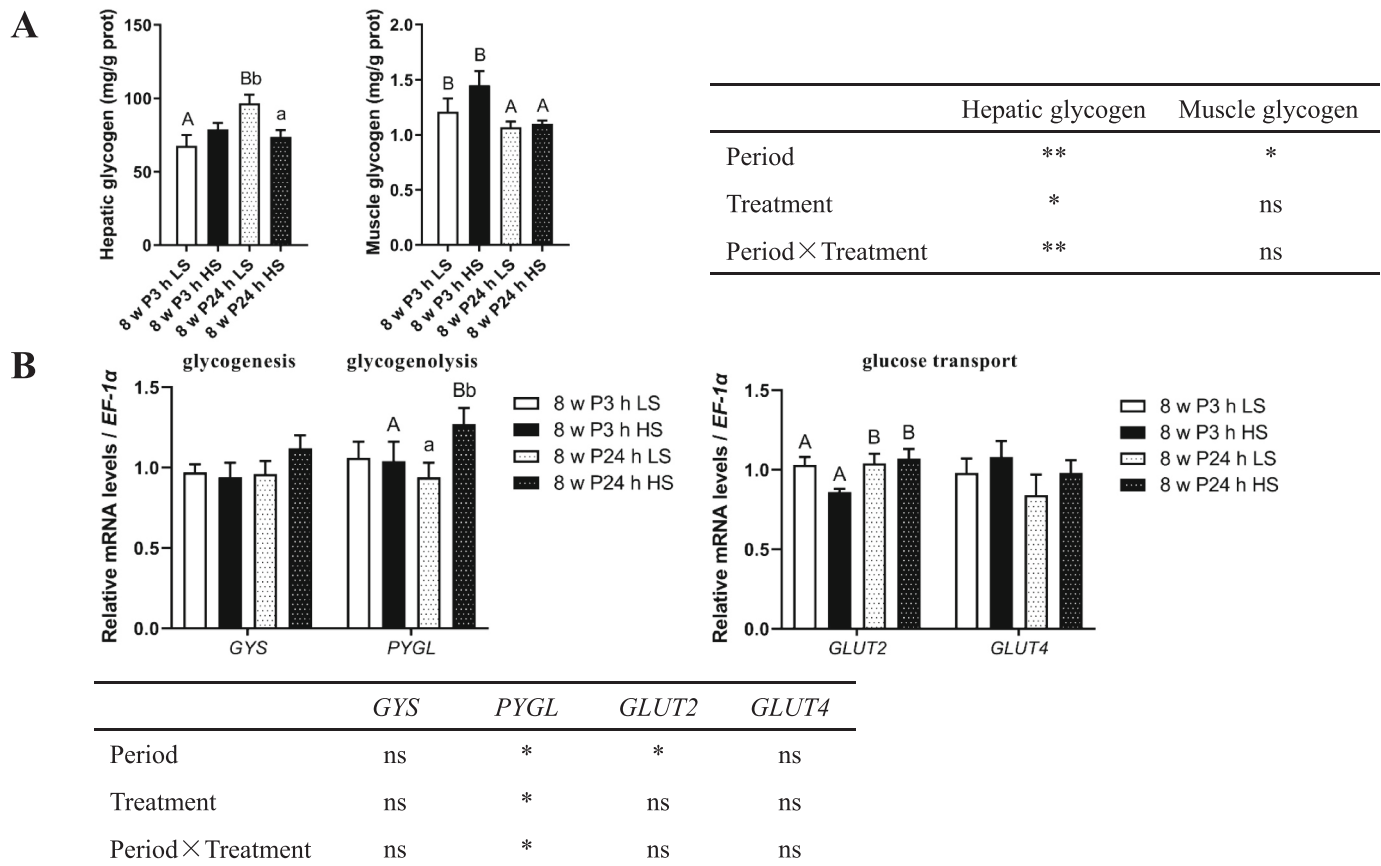 A
Hepatic glycogen (mg/g prot)
150
100
50
0
A
Bb
a
8 w P3 h LS
8 w P3 h HS
8 w P24 h LS
8 w P24 h HS
Muscle glycogen (mg/g prot)
2.0
1.5
1.0
0.5
0.0
B
B
A
A
8 w P3 h LS
8 w P3 h HS
8 w P24 h LS
8 w P24 h HS
Hepatic glycogen Muscle glycogen
Period ** *
Treatment * ns
Period×Treatment ** ns
B
glycogenesis glycogenolysis
Relative mRNA levels / EF-1α
1.5
1.0
0.5
0.0
A
a
Bb
GYS PYGL
8 w P3 h LS
8 w P3 h HS
8 w P24 h LS
8 w P24 h HS
glucose transport
Relative mRNA levels / EF-1α
1.5
1.0
0.5
0.0
A
A
B
B
GLUT2 GLUT4
8 w P3 h LS
8 w P3 h HS
8 w P24 h LS
8 w P24 h HS
GYS PYGL GLUT2 GLUT4
Period ns * * ns
Treatment ns * ns ns
Period×Treatment ns * ns ns